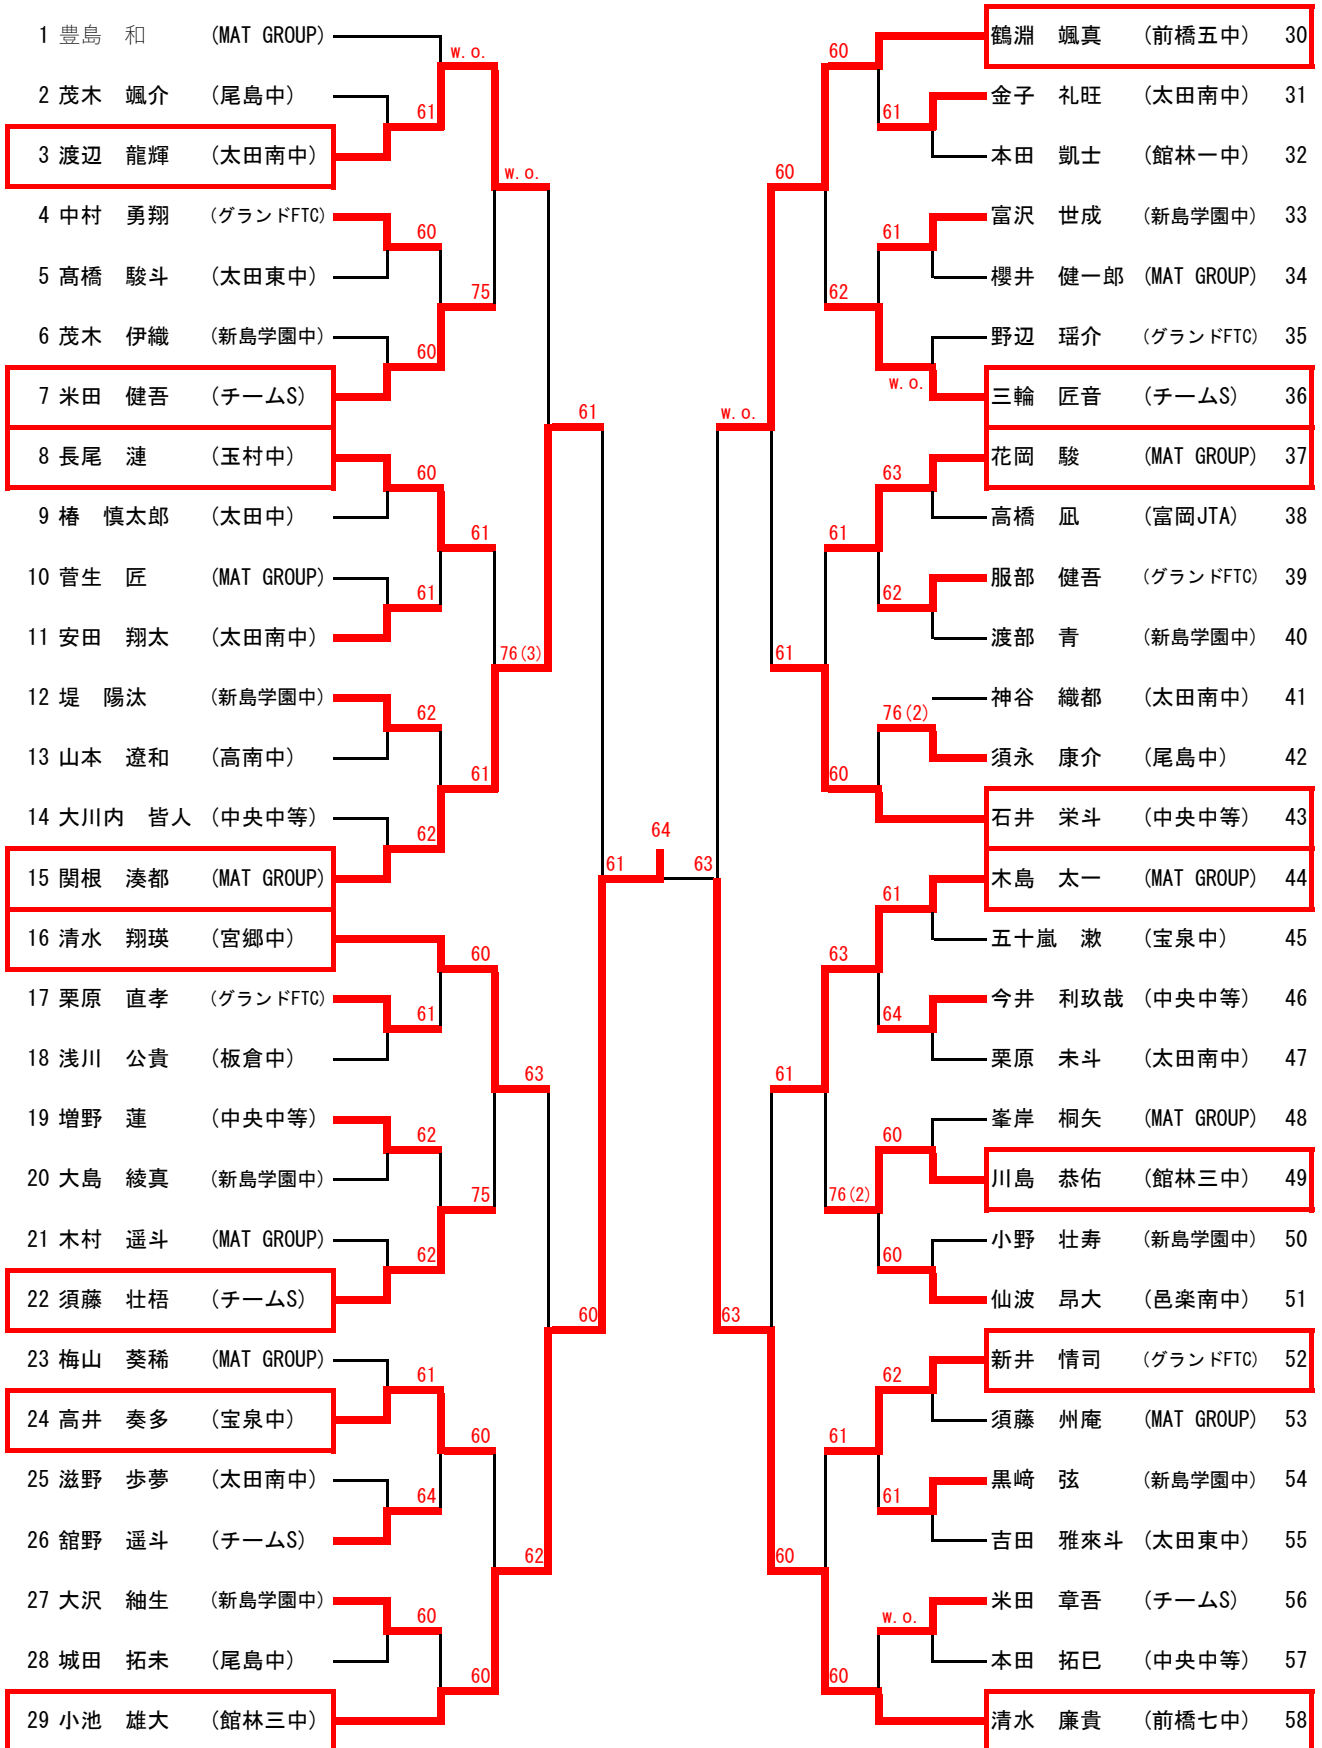 1 豊島 和 (MAT GROUP)
2 茂木 颯介 (尾島中)
3 渡辺 龍輝 (太田南中)
4 中村 勇翔 (グランドFTC)
5 髙橋 駿斗 (太田東中)
6 茂木 伊織 (新島学園中)
7 米田 健吾 (チームS)
8 長尾 漣 (玉村中)
9 椿 慎太郎 (太田中)
10 菅生 匠 (MAT GROUP)
11 安田 翔太 (太田南中)
12 堤 陽汰 (新島学園中)
13 山本 遼和 (高南中)
14 大川内 皆人 (中央中等)
15 関根 湊都 (MAT GROUP)
16 清水 翔瑛 (宮郷中)
17 栗原 直孝 (グランドFTC)
18 浅川 公貴 (板倉中)
19 増野 蓮 (中央中等)
20 大島 綾真 (新島学園中)
21 木村 遥斗 (MAT GROUP)
22 須藤 壮梧 (チームS)
23 梅山 葵稀 (MAT GROUP)
24 高井 奏多 (宝泉中)
25 滋野 歩夢 (太田南中)
26 舘野 遥斗 (チームS)
27 大沢 紬生 (新島学園中)
28 城田 拓未 (尾島中)
29 小池 雄大 (館林三中)
w.o.
61
60
60
60
61
62
62
61
62
62
61
64
60
w.o.
75
61
61
60
75
60
60
76(3)
63
62
61
60
61
64
63
w.o.
63
60
61
61
60
60
62
61
60
63
61
76(2)
61
60
61
61
w.o.
63
62
76(2)
61
64
60
60
62
61
w.o.
鶴淵 颯真 (前橋五中) 30
金子 礼旺 (太田南中) 31
本田 凱士 (館林一中) 32
富沢 世成 (新島学園中) 33
櫻井 健一郎 (MAT GROUP) 34
野辺 瑶介 (グランドFTC) 35
三輪 匠音 (チームS) 36
花岡 駿 (MAT GROUP) 37
高橋 凪 (富岡JTA) 38
服部 健吾 (グランドFTC) 39
渡部 青 (新島学園中) 40
神谷 織都 (太田南中) 41
須永 康介 (尾島中) 42
石井 栄斗 (中央中等) 43
木島 太一 (MAT GROUP) 44
五十嵐 漱 (宝泉中) 45
今井 利玖哉 (中央中等) 46
栗原 未斗 (太田南中) 47
峯岸 桐矢 (MAT GROUP) 48
川島 恭佑 (館林三中) 49
小野 壮寿 (新島学園中) 50
仙波 昂大 (邑楽南中) 51
新井 情司 (グランドFTC) 52
須藤 州庵 (MAT GROUP) 53
黒﨑 弦 (新島学園中) 54
吉田 雅來斗 (太田東中) 55
米田 章吾 (チームS) 56
本田 拓巳 (中央中等) 57
清水 廉貴 (前橋七中) 58